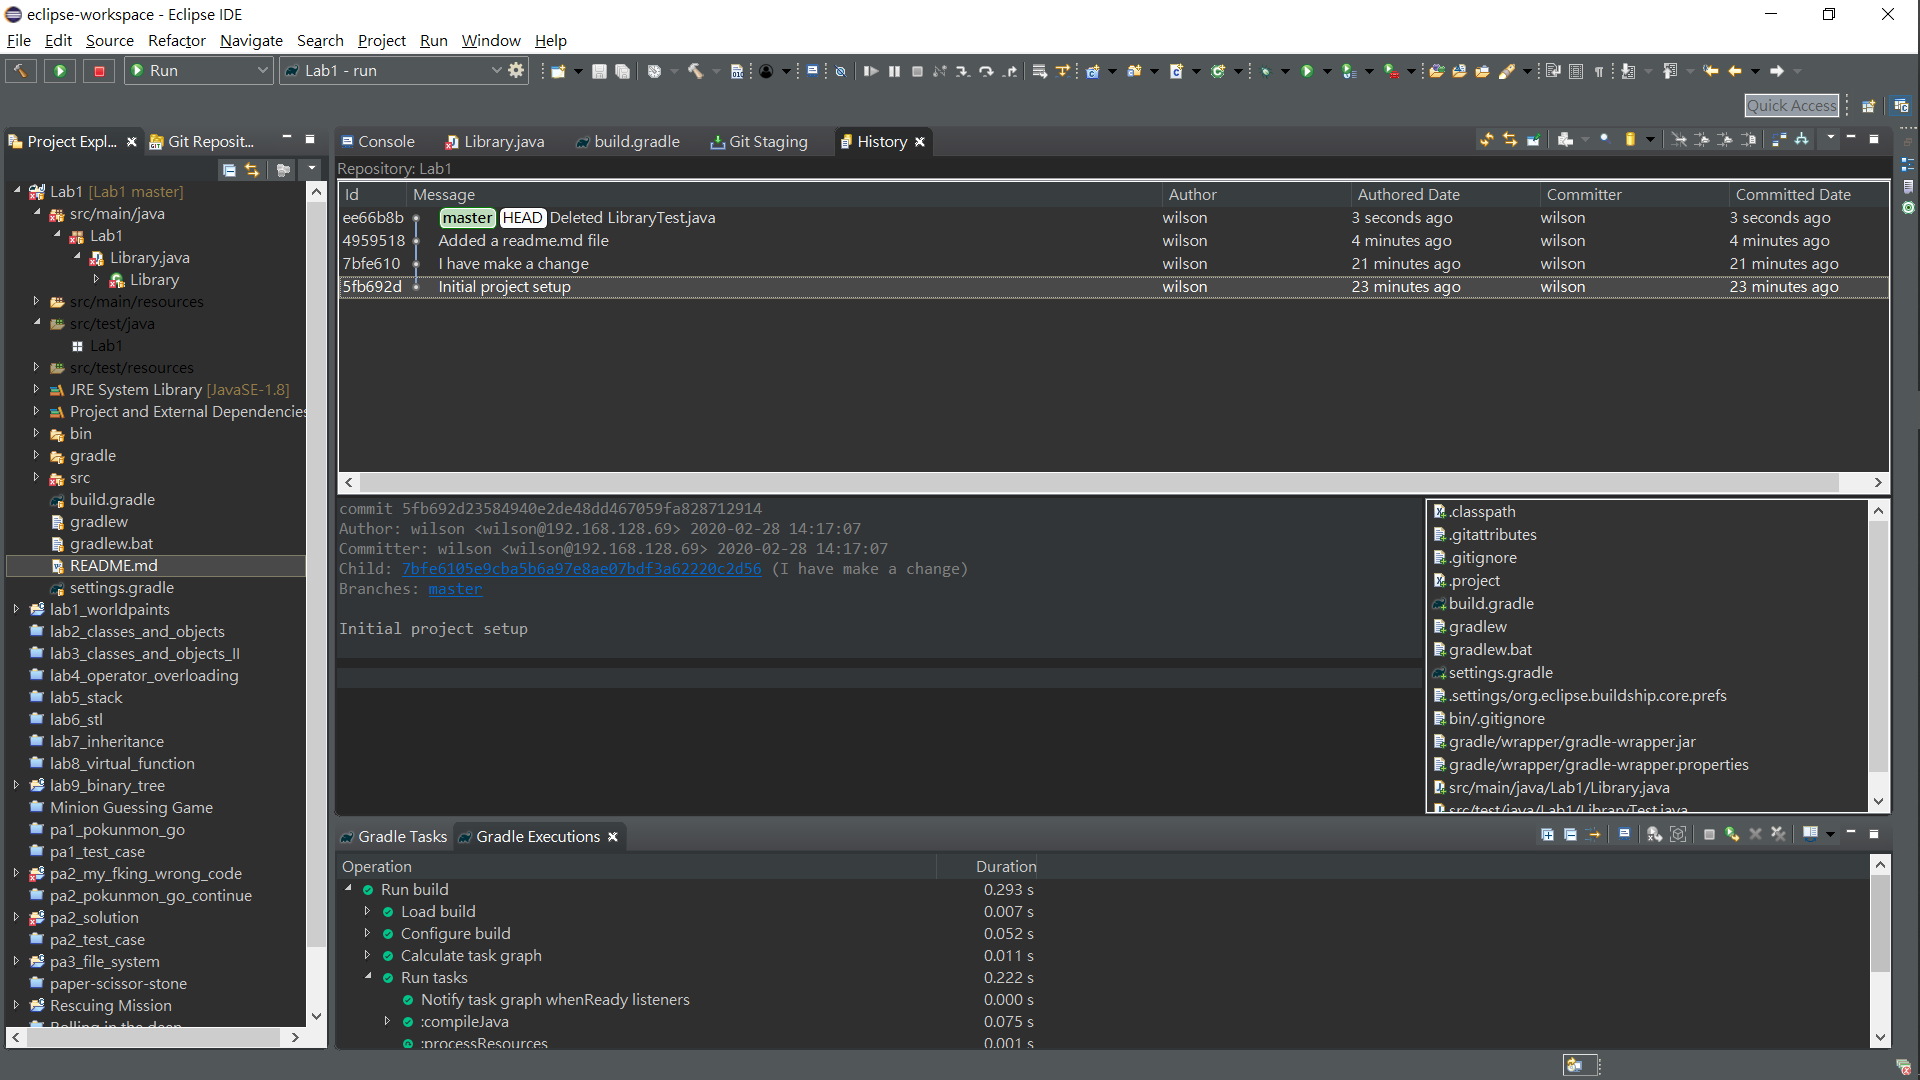 eclipse-workspace - Eclipse IDE
File Edit Source Refactor Navigate Search Project Run Window Help
Run
Lab1 - run
Quick Access
Project Expl...
Git Reposit...
Lab1 [Lab1 master]
src/main/java
Lab1
Library.java
Library
src/main/resources
src/test/java
Lab1
src/test/resources
JRE System Library [JavaSE-1.8]
Project and External Dependencies
bin
gradle
src
build.gradle
gradlew
gradlew.bat
README.md
settings.gradle
lab1_worldpaints
lab2_classes_and_objects
lab3_classes_and_objects_II
lab4_operator_overloading
lab5_stack
lab6_stl
lab7_inheritance
lab8_virtual_function
lab9_binary_tree
Minion Guessing Game
pa1_pokunmon_go
pa1_test_case
pa2_my_fking_wrong_code
pa2_pokunmon_go_continue
pa2_solution
pa2_test_case
pa3_file_system
paper-scissor-stone
Rescuing Mission
Rolling in the deep
Console Library.java build.gradle Git Staging History
Repository: Lab1
Id Message Author Authored Date Committer Committed Date
ee66b8b master HEAD Deleted LibraryTest.java wilson 3 seconds ago wilson 3 seconds ago
4959518 Added a readme.md file wilson 4 minutes ago wilson 4 minutes ago
7bfe610 I have make a change wilson 21 minutes ago wilson 21 minutes ago
5fb692d Initial project setup wilson 23 minutes ago wilson 23 minutes ago
commit 5fb692d23584940e2de48dd467059fa828712914
Author: wilson <wilson@192.168.128.69> 2020-02-28 14:17:07
Committer: wilson <wilson@192.168.128.69> 2020-02-28 14:17:07
Child: 7bfe6105e9cba5b6a97e8ae07bdf3a62220c2d56 (I have make a change)
Branches: master
Initial project setup
.classpath
.gitattributes
.gitignore
.project
build.gradle
gradlew
gradlew.bat
settings.gradle
.settings/org.eclipse.buildship.core.prefs
bin/.gitignore
gradle/wrapper/gradle-wrapper.jar
gradle/wrapper/gradle-wrapper.properties
src/main/java/Lab1/Library.java
src/test/java/Lab1/LibraryTest.java
Gradle Tasks Gradle Executions
Operation Duration
Run build 0.293 s
Load build 0.007 s
Configure build 0.052 s
Calculate task graph 0.011 s
Run tasks 0.222 s
Notify task graph whenReady listeners 0.000 s
:compileJava 0.075 s
:processResources 0.001 s